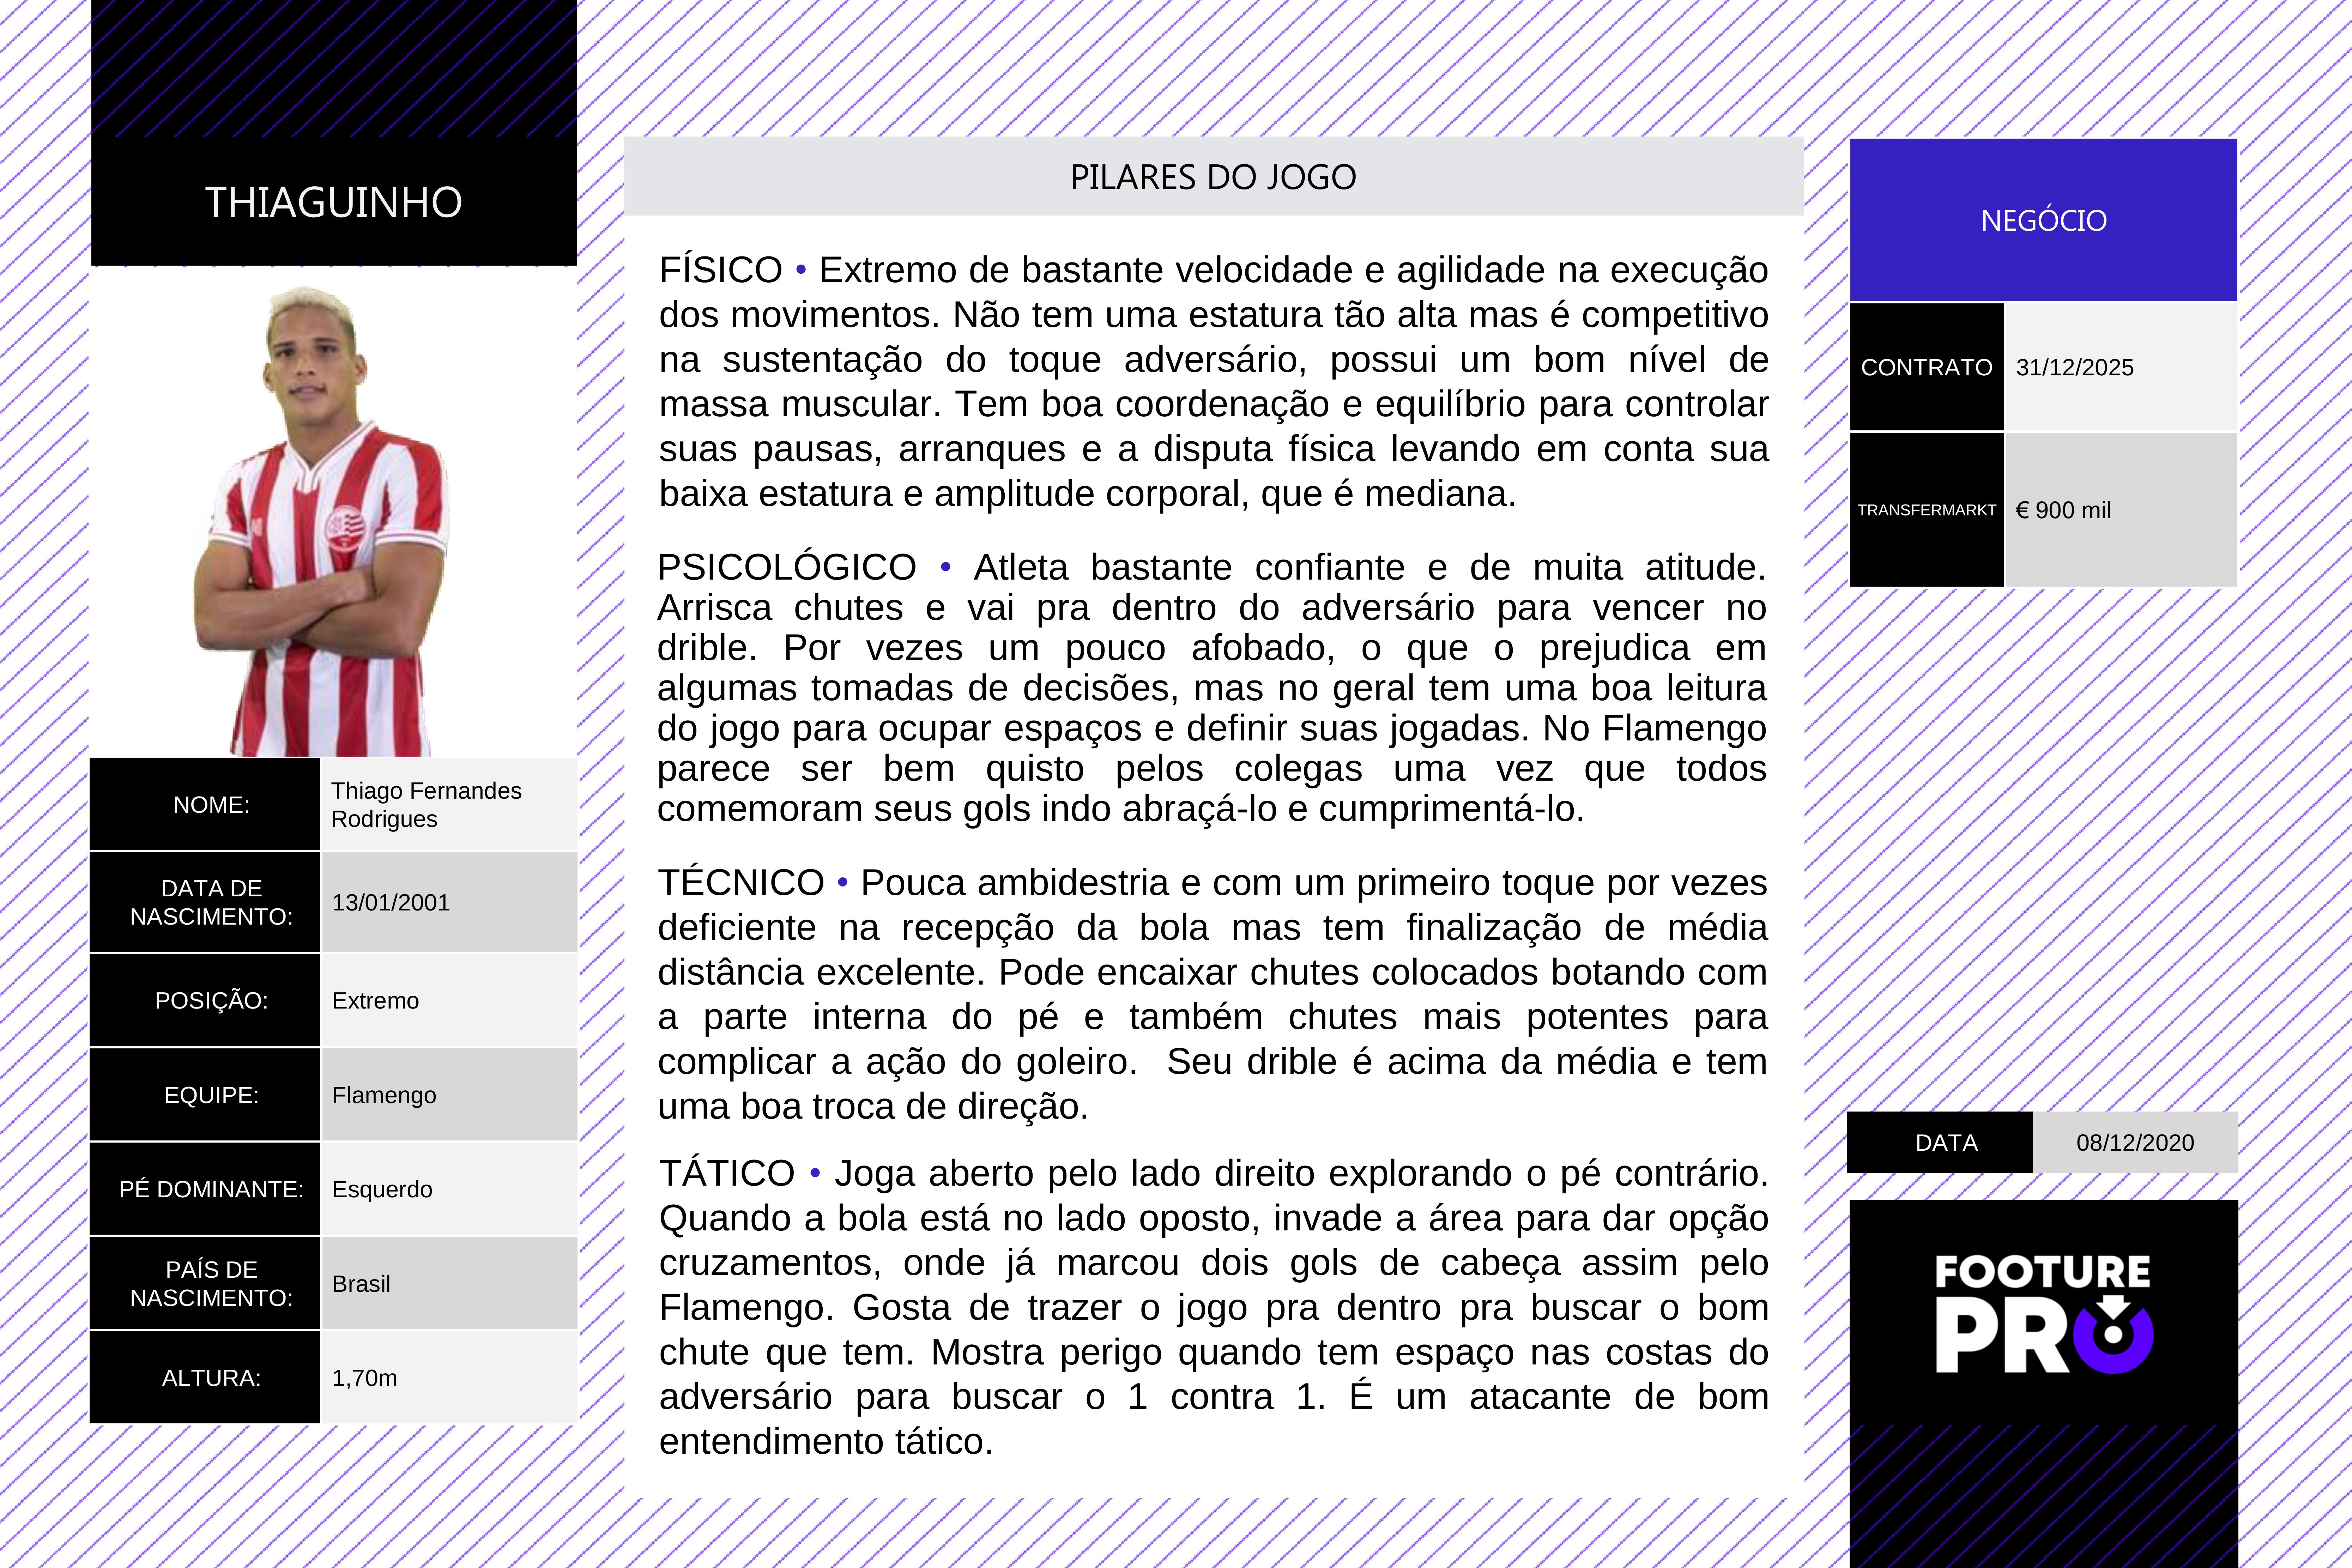 THIAGUINHO
NOME:
Thiago Fernandes
Rodrigues
DATA DE
NASCIMENTO:
13/01/2001
POSIÇÃO:
Extremo
EQUIPE:
Flamengo
PÉ DOMINANTE:
Esquerdo
PAÍS DE
NASCIMENTO:
Brasil
ALTURA:
1,70m
PILARES DO JOGO
FÍSICO • Extremo de bastante velocidade e agilidade na execução
dos movimentos. Não tem uma estatura tão alta mas é competitivo
na sustentação do toque adversário, possui um bom nível de
massa muscular. Tem boa coordenação e equilíbrio para controlar
suas pausas, arranques e a disputa física levando em conta sua
baixa estatura e amplitude corporal, que é mediana.
PSICOLÓGICO • Atleta bastante confiante e de muita atitude.
Arrisca chutes e vai pra dentro do adversário para vencer no
drible. Por vezes um pouco afobado, o que o prejudica em
algumas tomadas de decisões, mas no geral tem uma boa leitura
do jogo para ocupar espaços e definir suas jogadas. No Flamengo
parece ser bem quisto pelos colegas uma vez que todos
comemoram seus gols indo abraçá-lo e cumprimentá-lo.
TÉCNICO • Pouca ambidestria e com um primeiro toque por vezes
deficiente na recepção da bola mas tem finalização de média
distância excelente. Pode encaixar chutes colocados botando com
a parte interna do pé e também chutes mais potentes para
complicar a ação do goleiro.  Seu drible é acima da média e tem
uma boa troca de direção.
TÁTICO • Joga aberto pelo lado direito explorando o pé contrário.
Quando a bola está no lado oposto, invade a área para dar opção
cruzamentos, onde já marcou dois gols de cabeça assim pelo
Flamengo. Gosta de trazer o jogo pra dentro pra buscar o bom
chute que tem. Mostra perigo quando tem espaço nas costas do
adversário para buscar o 1 contra 1. É um atacante de bom
entendimento tático.
NEGÓCIO
CONTRATO
31/12/2025
TRANSFERMARKT
€ 900 mil
DATA
08/12/2020
FOOTURE
PRO